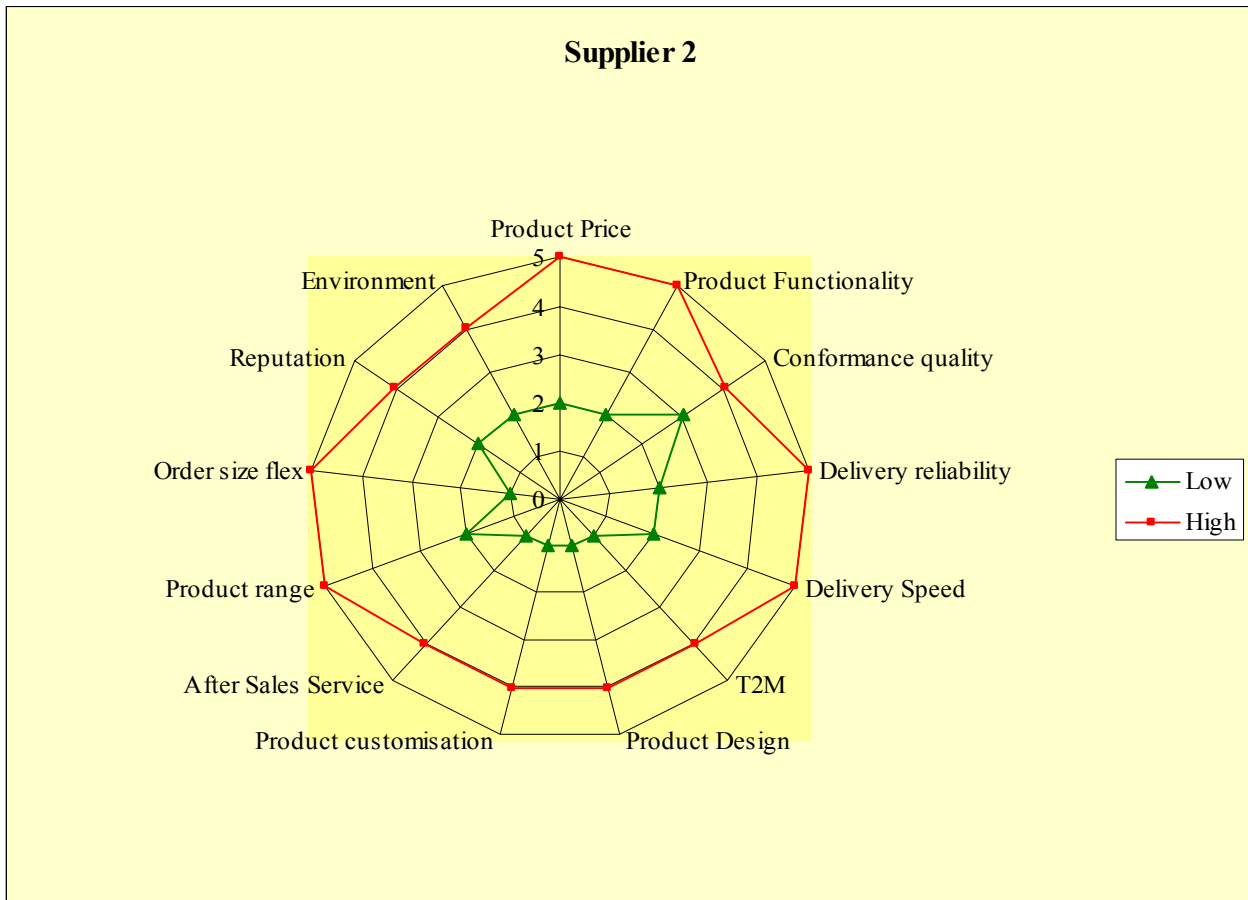 Supplier 2
Product Price
Product Functionality
Conformance quality
Delivery reliability
Delivery Speed
T2M
Product Design
Product customisation
After Sales Service
Product range
Order size flex
Reputation
Environment
5
4
3
2
1
0
Low
High